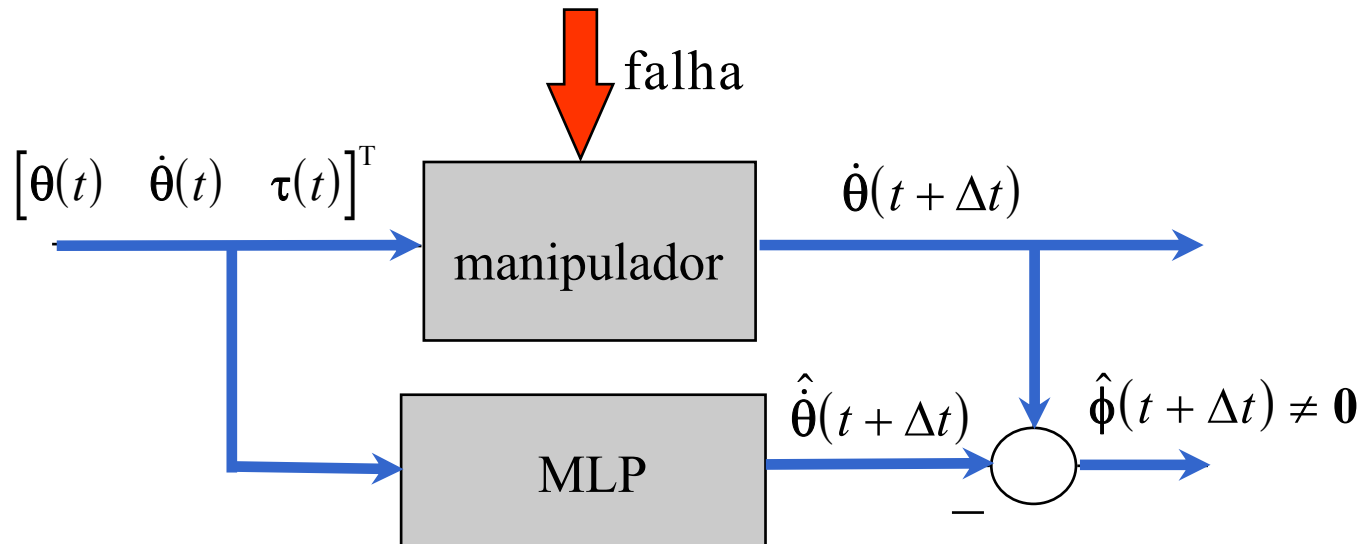 falha
[θ(t) θ̇(t) τ(t)]ᵀ
θ̇(t + Δt)
manipulador
θ̇̂(t + Δt)
ϕ̂(t + Δt) ≠ 0
MLP
−